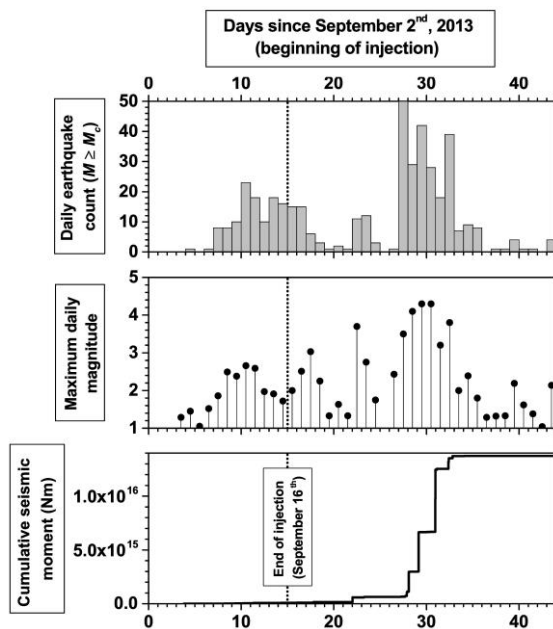 Days since September 2nd, 2013
(beginning of injection)
0 10 20 30 40
Daily earthquake
count (M ≥ Mc)
50
40
30
20
10
0
Maximum daily
magnitude
5
4
3
2
1
Cumulative seismic
moment (Nm)
1.0x10^16
5.0x10^15
0.0
End of injection
(September 16th)
0 10 20 30 40